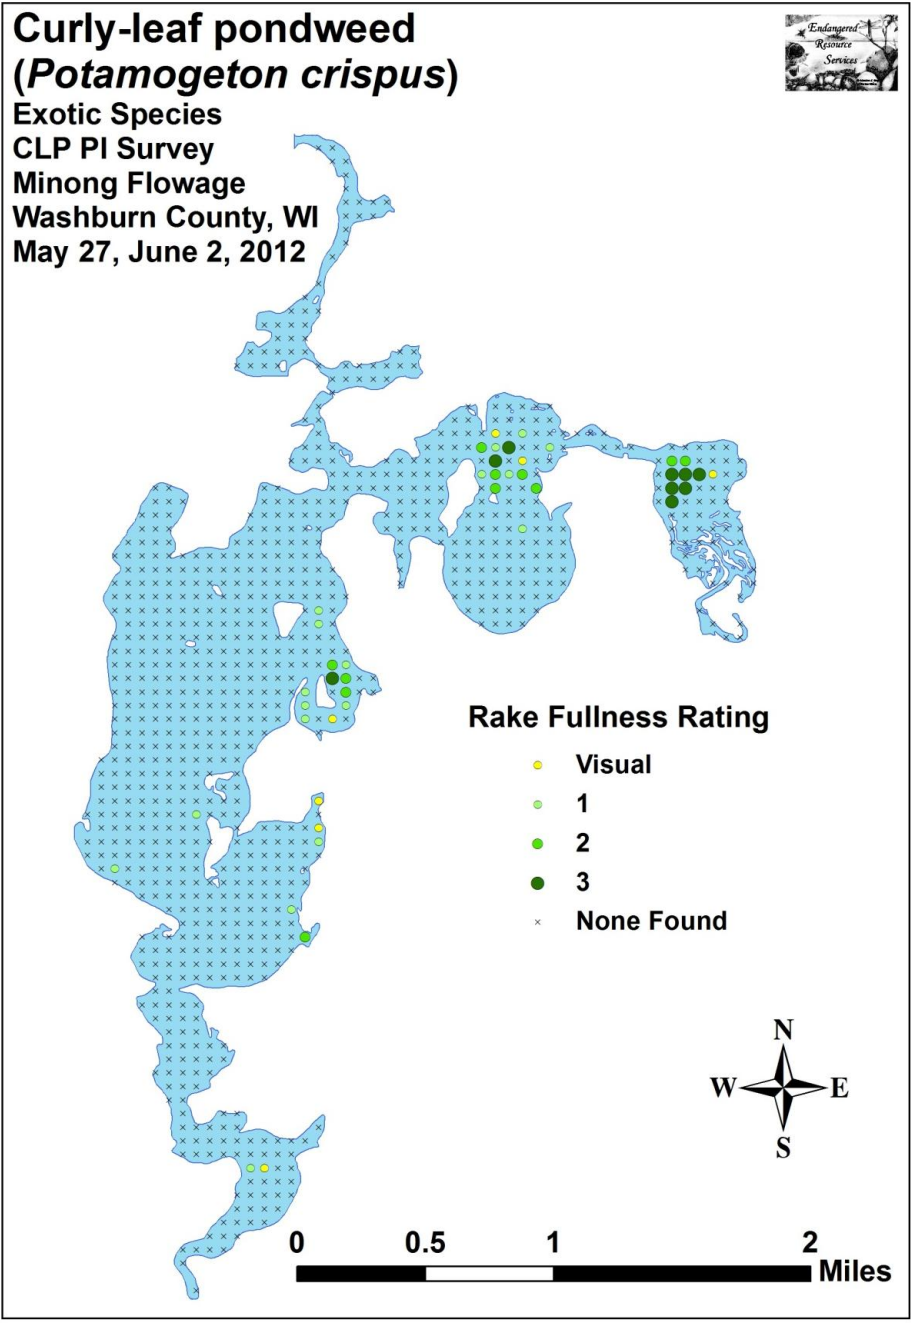 Curly-leaf pondweed
(Potamogeton crispus)
Exotic Species
CLP PI Survey
Minong Flowage
Washburn County, WI
May 27, June 2, 2012
Endangered
Resource
Services
Rake Fullness Rating
Visual
1
2
3
None Found
N
W E
S
0 0.5 1 2
Miles